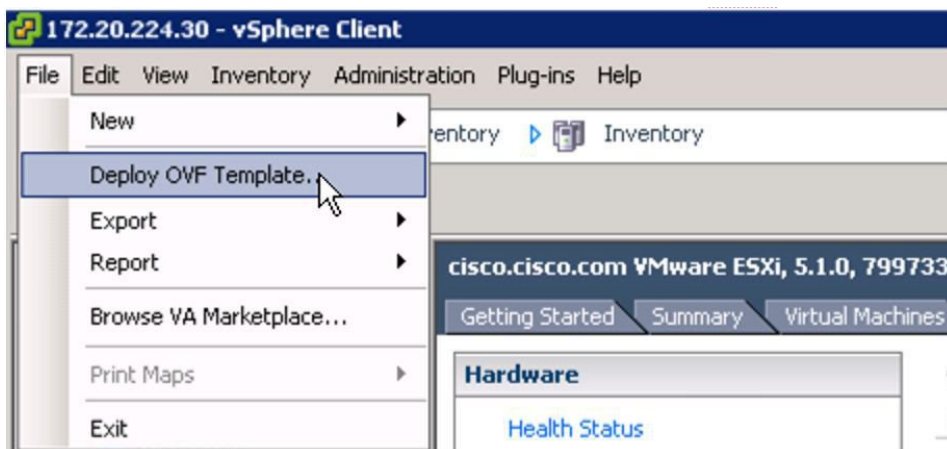 172.20.224.30 - vSphere Client
File Edit View Inventory Administration Plug-ins Help
New
Inventory
Deploy OVF Template..
Export
Report
cisco.cisco.com VMware ESXi, 5.1.0, 799733
Browse VA Marketplace...
Getting Started Summary Virtual Machines
Print Maps
Hardware
Exit
Health Status